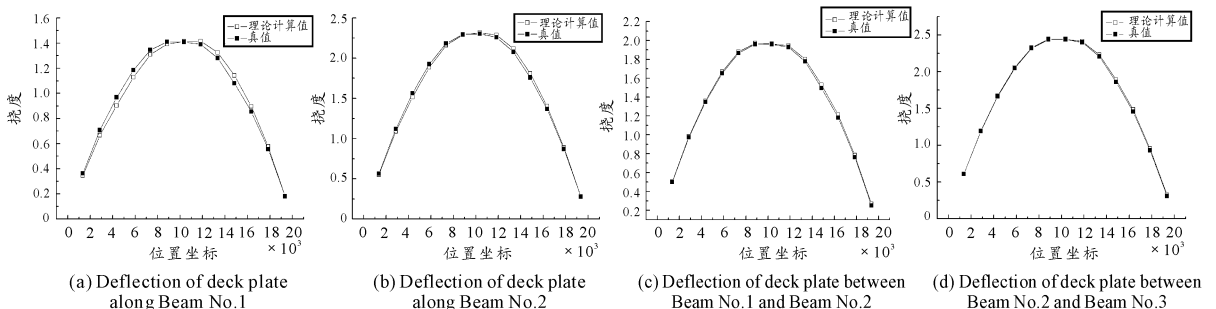 1.6
1.4
1.2
1.0
0.8
0.6
0.4
0.2
0
挠度
理论计算值
真值
0 2 4 6 8 10 12 14 16 18 20
× 10³
位置坐标
(a) Deflection of deck plate
along Beam No.1
2.5
2.0
1.5
1.0
0.5
0
挠度
理论计算值
真值
0 2 4 6 8 10 12 14 16 18 20
× 10³
位置坐标
(b) Deflection of deck plate
along Beam No.2
2.2
2.0
1.8
1.6
1.4
1.2
1.0
0.8
0.6
0.4
0.2
挠度
理论计算值
真值
0 2 4 6 8 10 12 14 16 18 20
× 10³
位置坐标
(c) Deflection of deck plate between
Beam No.1 and Beam No.2
2.5
2.0
1.5
1.0
0.5
0
挠度
理论计算值
真值
0 2 4 6 8 10 12 14 16 18 20
× 10³
位置坐标
(d) Deflection of deck plate between
Beam No.2 and Beam No.3